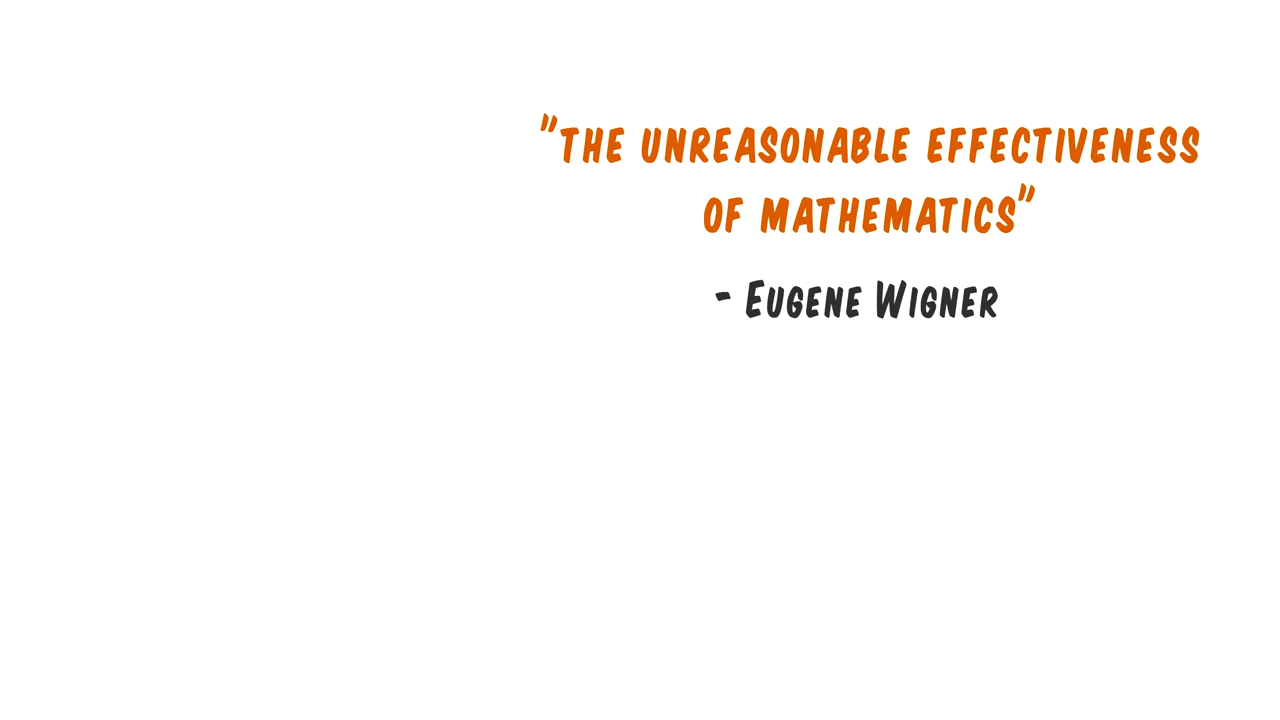 "THE UNREASONABLE EFFECTIVENESS
OF MATHEMATICS"
- EUGENE WIGNER